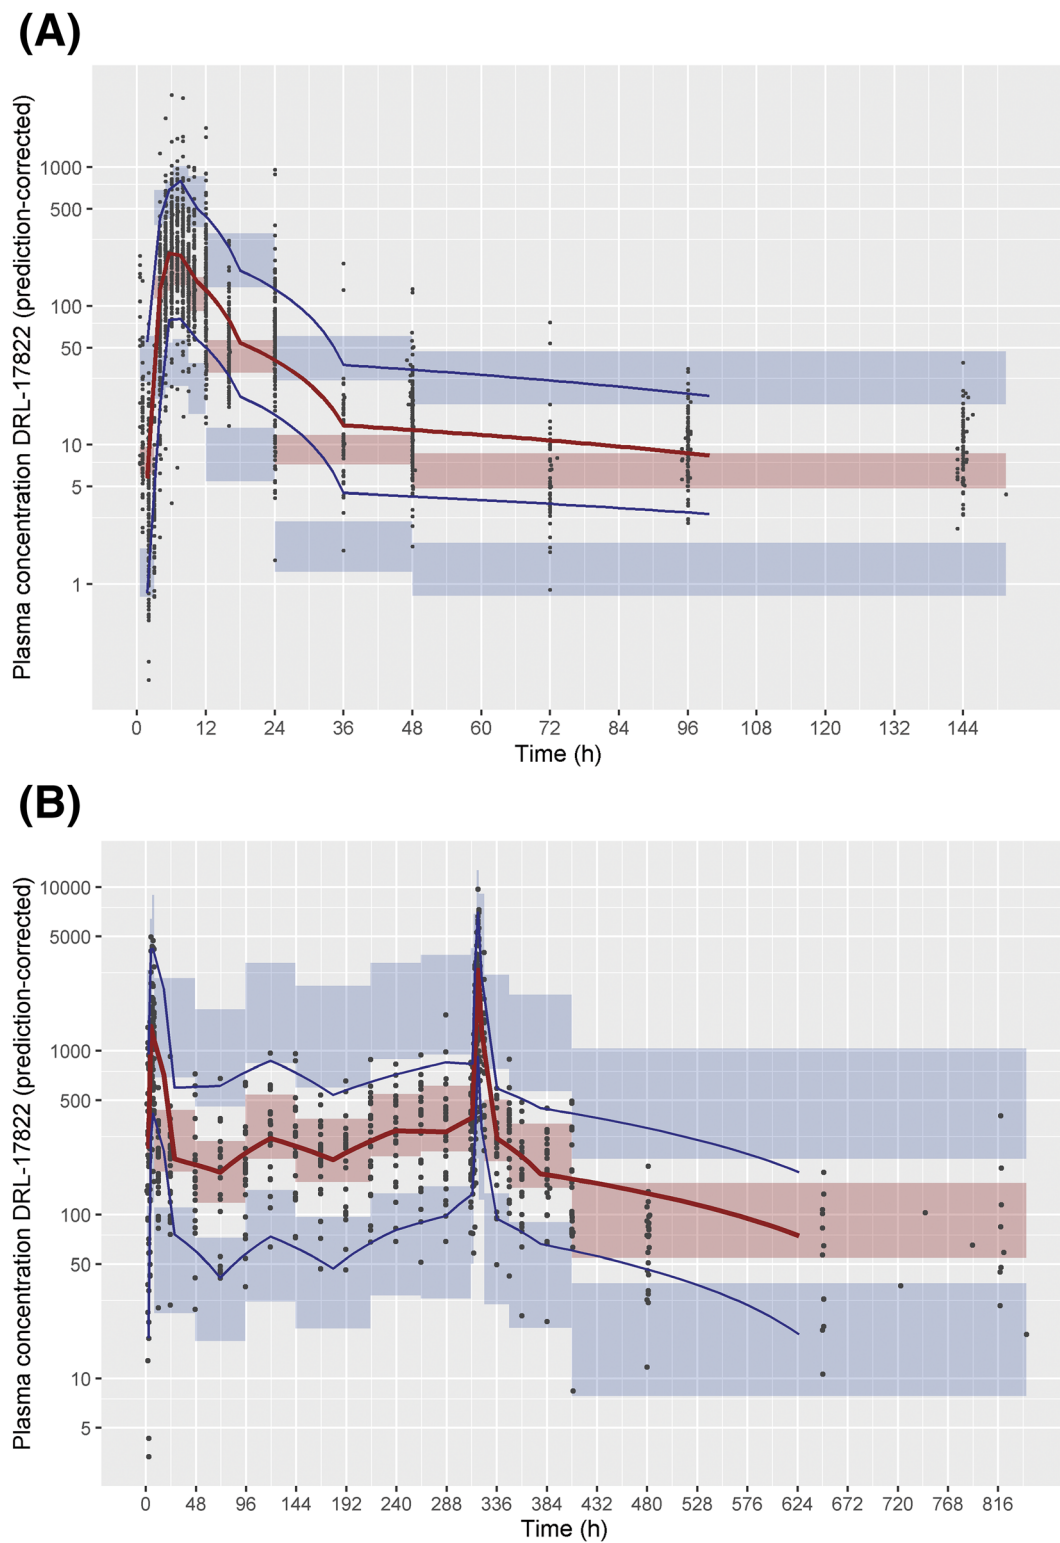 (A)
Plasma concentration DRL-17822 (prediction-corrected)
1000
500
100
50
10
5
1
0 12 24 36 48 60 72 84 96 108 120 132 144
Time (h)
(B)
Plasma concentration DRL-17822 (prediction-corrected)
10000
5000
1000
500
100
50
10
5
0 48 96 144 192 240 288 336 384 432 480 528 576 624 672 720 768 816
Time (h)